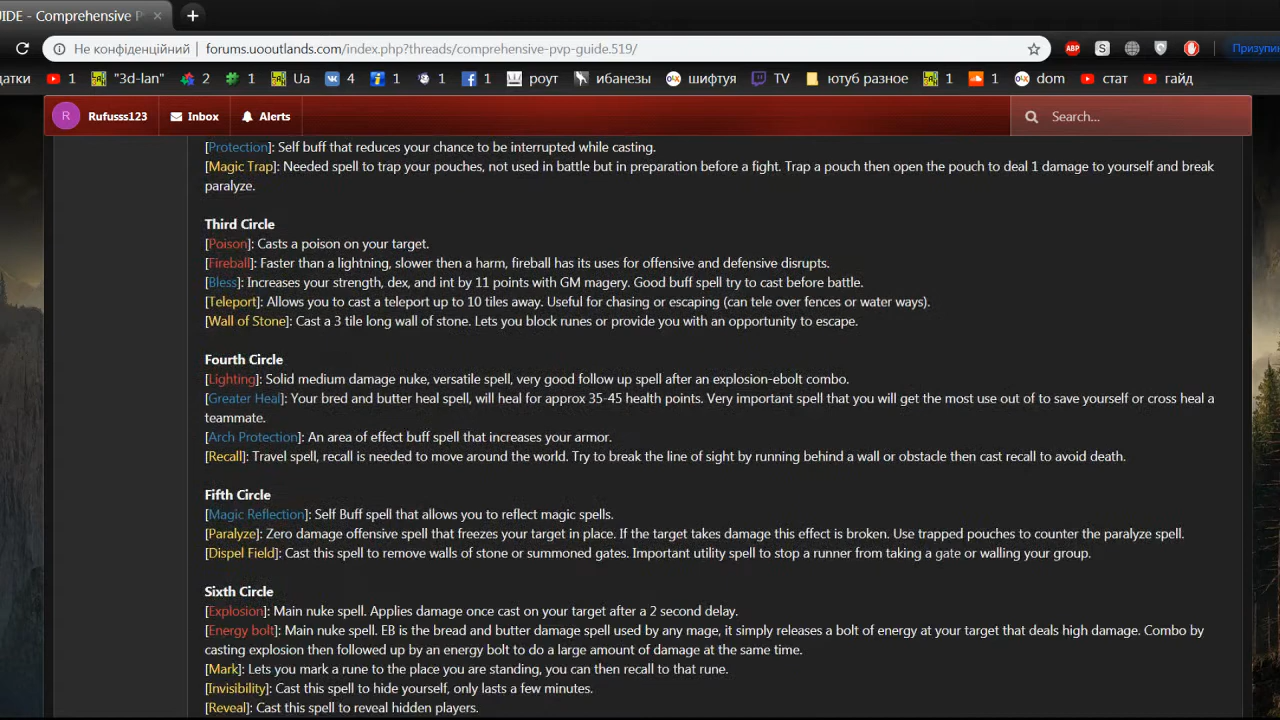 IDE - Comprehensive P
Не конфіденційний
forums.uooutlands.com/index.php?threads/comprehensive-pvp-guide.519/
ABP
S
Призупин
датки
1
"3d-lan"
2
1
Ua
4
1
1
1
роут
ибанезы
шифтуя
TV
ютуб разное
1
1
dom
стат
гайд
R
Rufusss123
Inbox
Alerts
Search...
[Protection]: Self buff that reduces your chance to be interrupted while casting.
[Magic Trap]: Needed spell to trap your pouches, not used in battle but in preparation before a fight. Trap a pouch then open the pouch to deal 1 damage to yourself and break
paralyze.
Third Circle
[Poison]: Casts a poison on your target.
[Fireball]: Faster than a lightning, slower then a harm, fireball has its uses for offensive and defensive disrupts.
[Bless]: Increases your strength, dex, and int by 11 points with GM magery. Good buff spell try to cast before battle.
[Teleport]: Allows you to cast a teleport up to 10 tiles away. Useful for chasing or escaping (can tele over fences or water ways).
[Wall of Stone]: Cast a 3 tile long wall of stone. Lets you block runes or provide you with an opportunity to escape.
Fourth Circle
[Lighting]: Solid medium damage nuke, versatile spell, very good follow up spell after an explosion-ebolt combo.
[Greater Heal]: Your bred and butter heal spell, will heal for approx 35-45 health points. Very important spell that you will get the most use out of to save yourself or cross heal a
teammate.
[Arch Protection]: An area of effect buff spell that increases your armor.
[Recall]: Travel spell, recall is needed to move around the world. Try to break the line of sight by running behind a wall or obstacle then cast recall to avoid death.
Fifth Circle
[Magic Reflection]: Self Buff spell that allows you to reflect magic spells.
[Paralyze]: Zero damage offensive spell that freezes your target in place. If the target takes damage this effect is broken. Use trapped pouches to counter the paralyze spell.
[Dispel Field]: Cast this spell to remove walls of stone or summoned gates. Important utility spell to stop a runner from taking a gate or walling your group.
Sixth Circle
[Explosion]: Main nuke spell. Applies damage once cast on your target after a 2 second delay.
[Energy bolt]: Main nuke spell. EB is the bread and butter damage spell used by any mage, it simply releases a bolt of energy at your target that deals high damage. Combo by
casting explosion then followed up by an energy bolt to do a large amount of damage at the same time.
[Mark]: Lets you mark a rune to the place you are standing, you can then recall to that rune.
[Invisibility]: Cast this spell to hide yourself, only lasts a few minutes.
[Reveal]: Cast this spell to reveal hidden players.